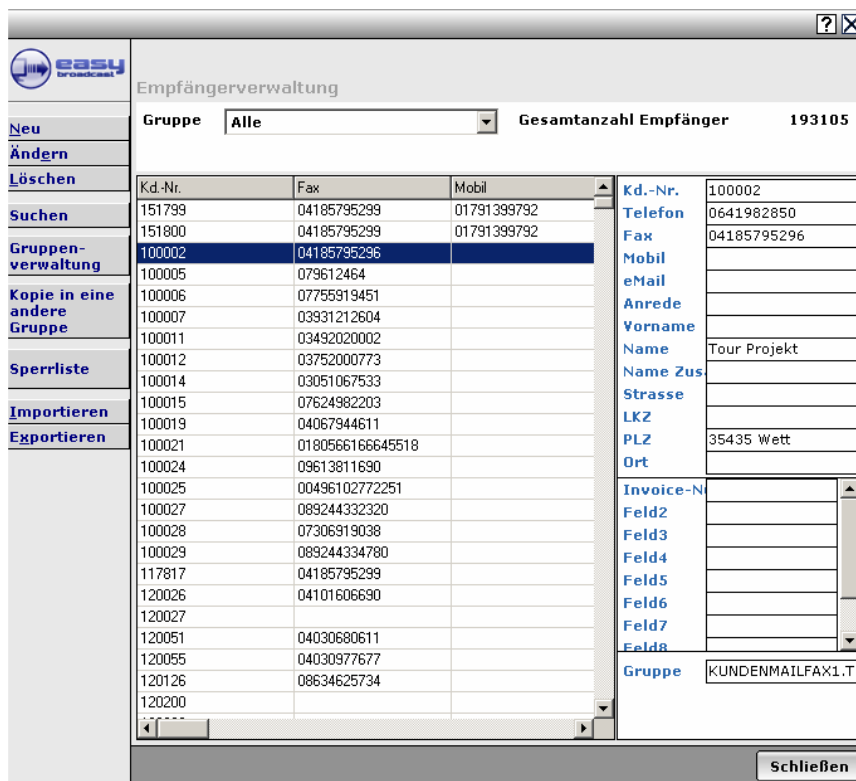 ?
easy
broadcast
Empfängerverwaltung
Gruppe Alle Gesamtanzahl Empfänger 193105
Neu
Ändern
Löschen
Suchen
Gruppen-
verwaltung
Kopie in eine
andere
Gruppe
Sperrliste
Importieren
Exportieren
Kd.-Nr. Fax Mobil
151799 04185795299 01791399792
151800 04185795299 01791399792
100002 04185795296
100005 079612464
100006 07755919451
100007 03931212604
100011 03492020002
100012 03752000773
100014 03051067533
100015 07624982203
100019 04067944611
100021 0180566166645518
100024 09613811690
100025 00496102772251
100027 089244332320
100028 07306919038
100029 089244334780
117817 04185795299
120026 04101606690
120027
120051 04030680611
120055 04030977677
120126 08634625734
120200
Kd.-Nr. 100002
Telefon 0641982850
Fax 04185795296
Mobil
eMail
Anrede
Vorname
Name Tour Projekt
Name Zus
Strasse
LKZ
PLZ 35435 Wett
Ort
Invoice-N
Feld2
Feld3
Feld4
Feld5
Feld6
Feld7
Feld8
Gruppe KUNDENMAILFAX1.T
Schließen